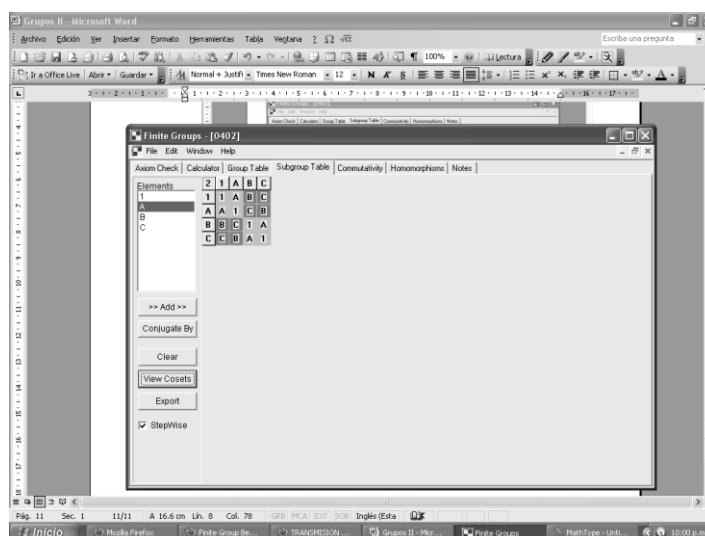 Grupos II - Microsoft Word
Archivo Edición Ver Insertar Formato Herramientas Tabla Ventana ? Ω √α Escriba una pregunta
100% Lectura
Ir a Office Live Abrir Guardar Normal + Justifi Times New Roman 12 N K S
Finite Groups - [0402]
File Edit Window Help
Axiom Check Calculator Group Table Subgroup Table Commutativity Homomorphisms Notes
Elements
1
A
B
C
2 1 A B C
1 1 A B C
A A 1 C B
B B C 1 A
C C B A 1
>> Add >>
Conjugate By
Clear
View Cosets
Export
StepWise
Pág. 11 Sec. 1 11/11 A 16.6 cm Lín. 8 Col. 78 GRB MCA EXT SOB Inglés (Esta
Inicio Mozilla Firefox Finite Group Be... TRANSMISION ... Grupos II - Micr... Finite Groups MathType - Unti... 10:00 p.m.